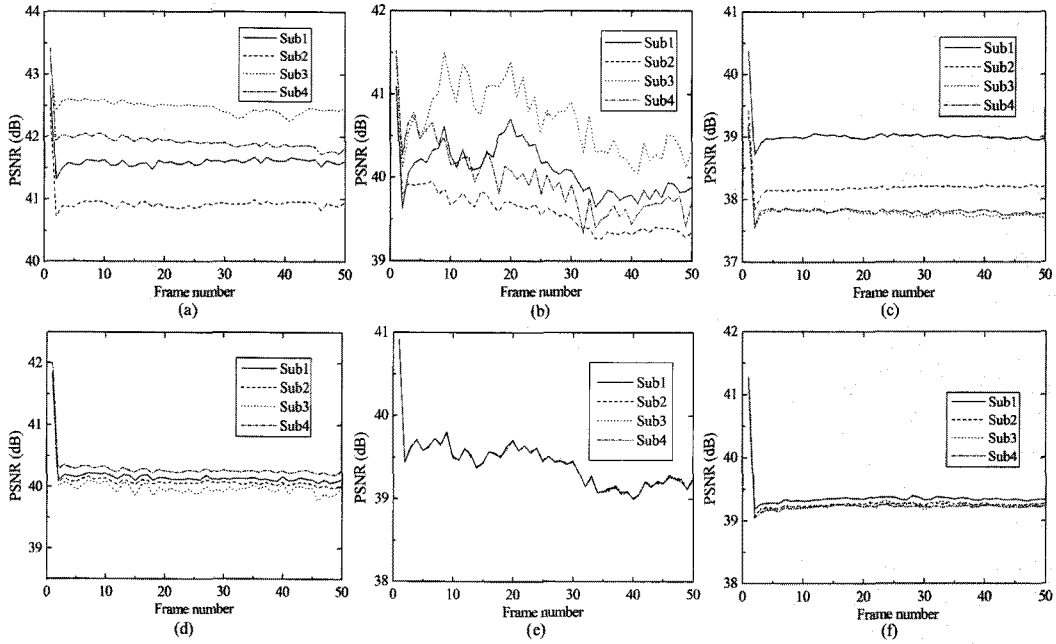 44
43
42
41
40
PSNR (dB)
Sub1
Sub2
Sub3
Sub4
0 10 20 30 40 50
Frame number
(a)
42
41
40
39
PSNR (dB)
Sub1
Sub2
Sub3
Sub4
0 10 20 30 40 50
Frame number
(b)
41
40
39
38
37
PSNR (dB)
Sub1
Sub2
Sub3
Sub4
0 10 20 30 40 50
Frame number
(c)
42
41
40
39
PSNR (dB)
Sub1
Sub2
Sub3
Sub4
0 10 20 30 40 50
Frame number
(d)
41
40
39
38
PSNR (dB)
Sub1
Sub2
Sub3
Sub4
0 10 20 30 40 50
Frame number
(e)
42
41
40
39
38
PSNR (dB)
Sub1
Sub2
Sub3
Sub4
0 10 20 30 40 50
Frame number
(f)